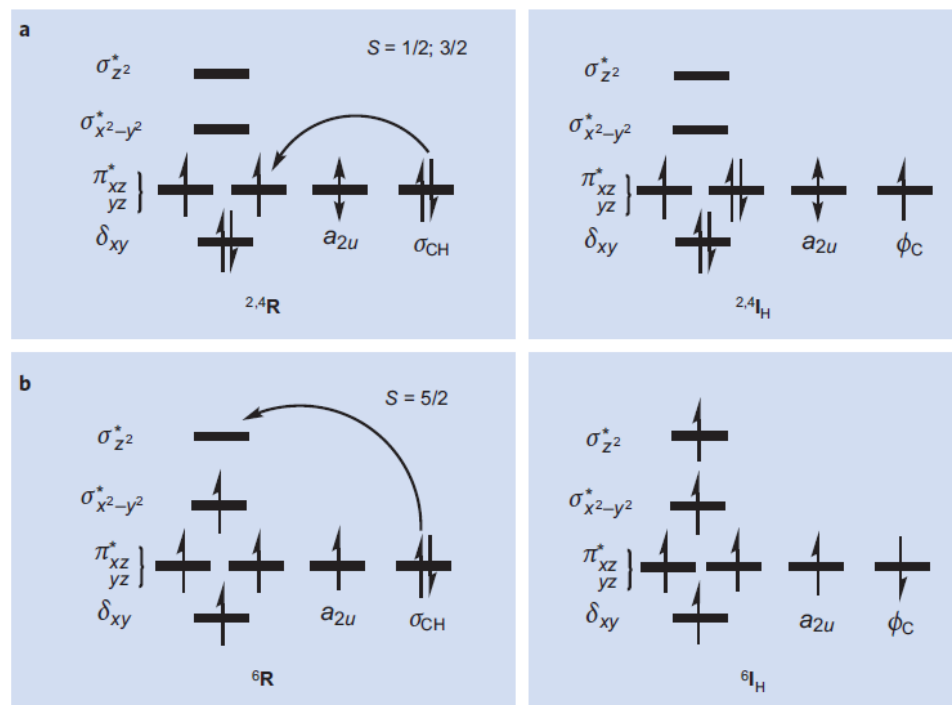 a
S = 1/2; 3/2
σ*z²
σ*x²−y²
π*xz yz }
δxy
a2u
σCH
2,4R
σ*z²
σ*x²−y²
π*xz yz }
δxy
a2u
ϕC
2,4IH
b
S = 5/2
σ*z²
σ*x²−y²
π*xz yz }
δxy
a2u
σCH
6R
σ*z²
σ*x²−y²
π*xz yz }
δxy
a2u
ϕC
6IH